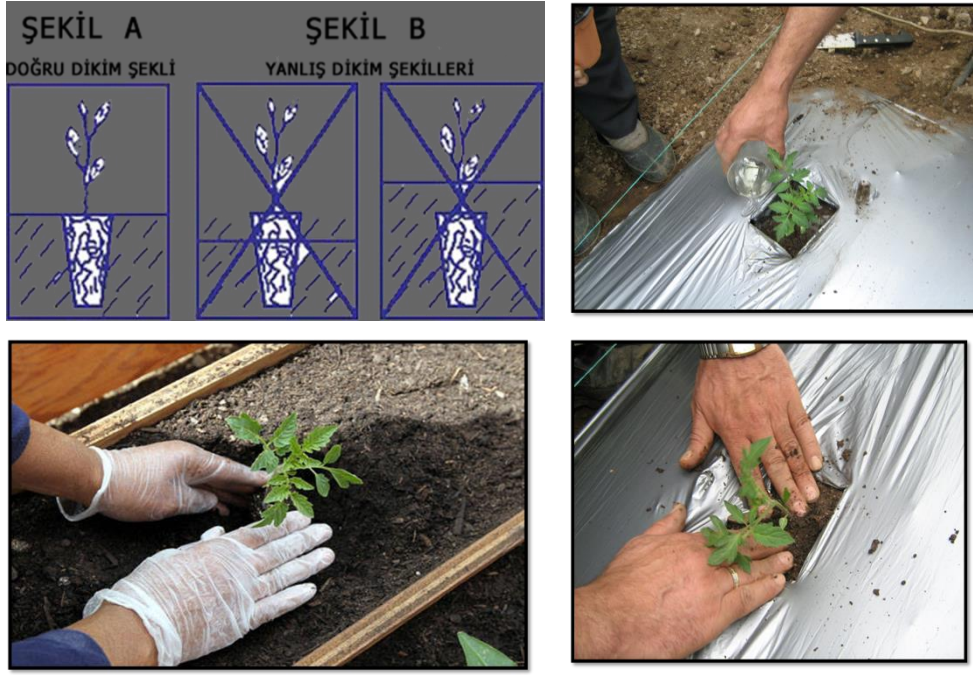 ŞEKİL A
ŞEKİL B
DOĞRU DİKİM ŞEKLİ
YANLIŞ DİKİM ŞEKİLLERİ